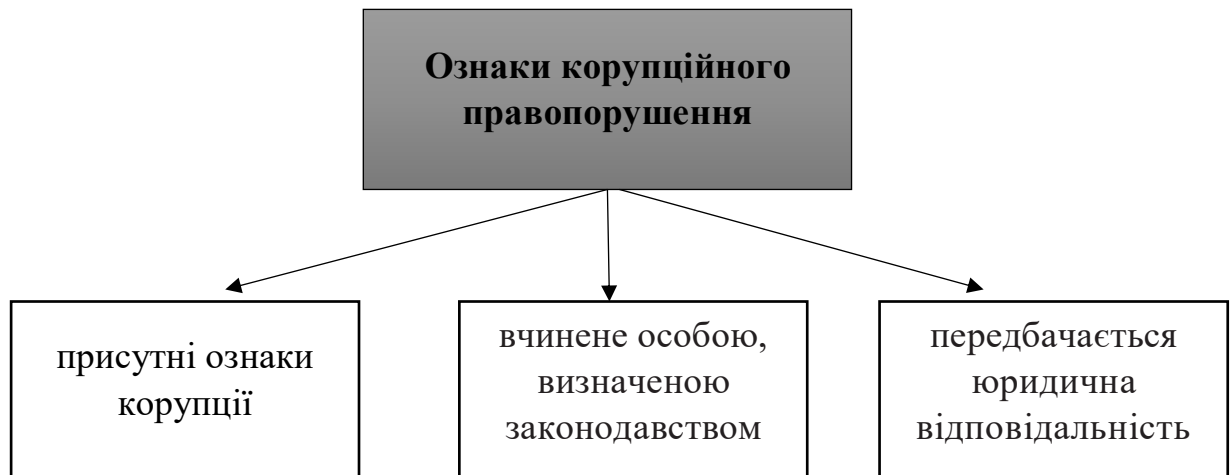 Ознаки корупційного
правопорушення
присутні ознаки
корупції
вчинене особою,
визначеною
законодавством
передбачається
юридична
відповідальність